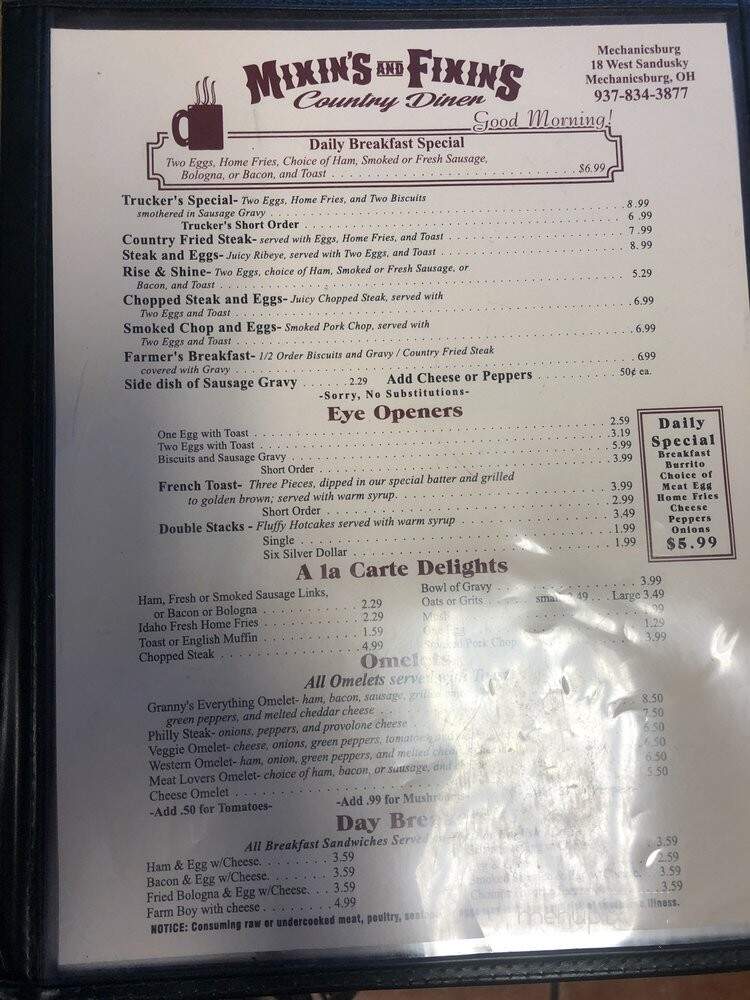 MIXIN'S AND FIXIN'S
Country Diner
Mechanicsburg
18 West Sandusky
Mechanicsburg, OH
937-834-3877
Good Morning!
Daily Breakfast Special
Two Eggs, Home Fries, Choice of Ham, Smoked or Fresh Sausage,
Bologna, or Bacon, and Toast . . . . . $6.99
Trucker's Special- Two Eggs, Home Fries, and Two Biscuits
smothered in Sausage Gravy . . . . . 8.99
Trucker's Short Order . . . . . 6.99
Country Fried Steak- served with Eggs, Home Fries, and Toast . . . . . 7.99
Steak and Eggs- Juicy Ribeye, served with Two Eggs, and Toast . . . . . 8.99
Rise & Shine- Two Eggs, choice of Ham, Smoked or Fresh Sausage, or
Bacon, and Toast . . . . . 5.29
Chopped Steak and Eggs- Juicy Chopped Steak, served with
Two Eggs and Toast . . . . . 6.99
Smoked Chop and Eggs- Smoked Pork Chop, served with
Two Eggs and Toast . . . . . 6.99
Farmer's Breakfast- 1/2 Order Biscuits and Gravy / Country Fried Steak
covered with Gravy . . . . . 6.99
Side dish of Sausage Gravy . . . . . 2.29 Add Cheese or Peppers . . . . . 50¢ ea.
-Sorry, No Substitutions-
Eye Openers
One Egg with Toast . . . . . 2.59
Two Eggs with Toast . . . . . 3.19
Biscuits and Sausage Gravy . . . . . 5.99
Short Order . . . . . 3.99
French Toast- Three Pieces, dipped in our special batter and grilled
to golden brown; served with warm syrup. . . . . 3.99
Short Order . . . . . 2.99
Double Stacks - Fluffy Hotcakes served with warm syrup . . . . . 3.49
Single . . . . . 1.99
Six Silver Dollar . . . . . 1.99
Daily
Special
Breakfast
Burrito
Choice of
Meat Egg
Home Fries
Cheese
Peppers
Onions
$5.99
A la Carte Delights
Ham, Fresh or Smoked Sausage Links,
or Bacon or Bologna . . . . . 2.29
Idaho Fresh Home Fries . . . . . 2.29
Toast or English Muffin . . . . . 1.59
Chopped Steak . . . . . 4.99
Bowl of Gravy . . . . . 3.99
Oats or Grits . . . Large 3.49
1.29
Pork Chop 3.99
Omelets
All Omelets served with
Granny's Everything Omelet- ham, bacon, sausage,
green peppers, and melted cheddar cheese . . . 8.50
Philly Steak- onions, peppers, and provolone cheese . . . 7.50
Veggie Omelet- cheese, onions, green peppers, 6.50
Western Omelet- ham, onion, green peppers, and melted 6.50
Meat Lovers Omelet- choice of ham, bacon, or sausage, and 6.50
Cheese Omelet . . . . . 5.50
-Add .50 for Tomatoes- -Add .99 for
Day
All Breakfast Sandwiches
Ham & Egg w/Cheese. . . . . 3.59
Bacon & Egg w/Cheese. . . . . 3.59
Fried Bologna & Egg w/Cheese. . . 3.59
Farm Boy with cheese . . . . . 4.99
3.59
2.59
3.59
3.59
NOTICE: Consuming raw or undercooked meat, poultry, illness.